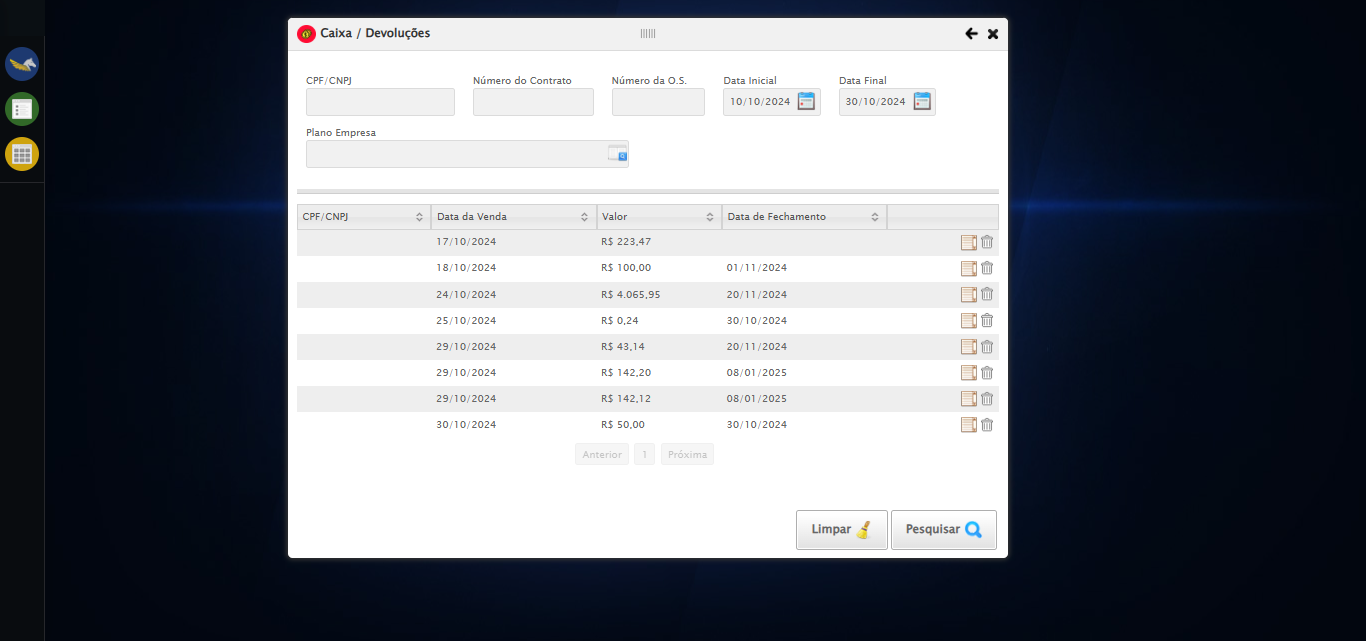 Caixa / Devoluções
CPF/CNPJ Número do Contrato Número da O.S. Data Inicial Data Final
10/10/2024 30/10/2024
Plano Empresa
CPF/CNPJ Data da Venda Valor Data de Fechamento
17/10/2024 R$ 223,47
18/10/2024 R$ 100,00 01/11/2024
24/10/2024 R$ 4.065,95 20/11/2024
25/10/2024 R$ 0,24 30/10/2024
29/10/2024 R$ 43,14 20/11/2024
29/10/2024 R$ 142,20 08/01/2025
29/10/2024 R$ 142,12 08/01/2025
30/10/2024 R$ 50,00 30/10/2024
Anterior 1 Próxima
Limpar Pesquisar